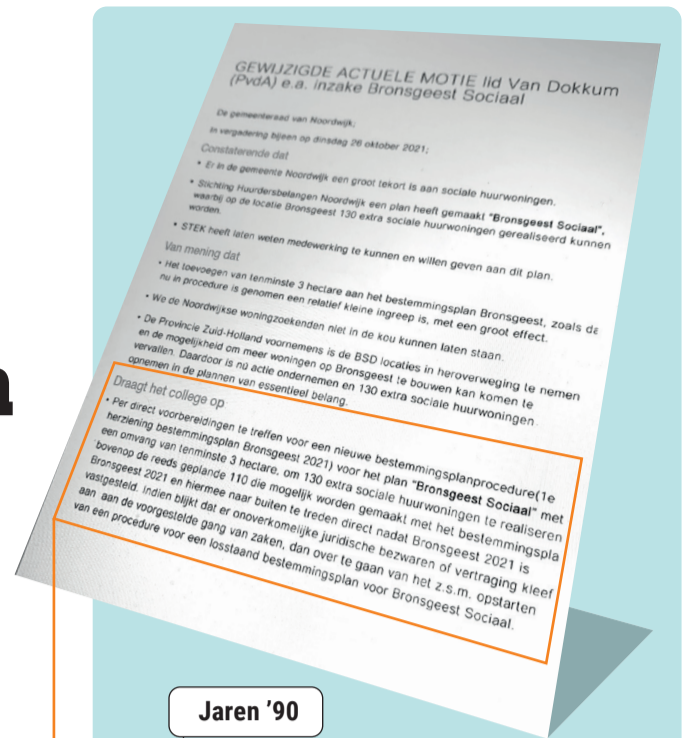 GEWIJZIGDE ACTUELE MOTIE lid Van Dokkum
(PvdA) e.a. inzake Bronsgeest Sociaal
De gemeenteraad van Noordwijk;
In vergadering bijeen op dinsdag 26 oktober 2021;
Constaterende dat
• Er in de gemeente Noordwijk een groot tekort is aan sociale huurwoningen.
• Stichting Huurdersbelangen Noordwijk een plan heeft gemaakt "Bronsgeest Sociaal",
waarbij op de locatie Bronsgeest 130 extra sociale huurwoningen gerealiseerd kunnen
worden.
• STEK heeft laten weten medewerking te kunnen en willen geven aan dit plan.
Van mening dat
• Het toevoegen van tenminste 3 hectare aan het bestemmingsplan Bronsgeest, zoals da
nu in procedure is genomen een relatief kleine ingreep is, met een groot effect.
• We de Noordwijkse woningzoekenden niet in de kou kunnen laten staan.
• De Provincie Zuid-Holland voornemens is de BSD locaties in heroverweging te nemen
en de mogelijkheid om meer woningen op Bronsgeest te bouwen kan komen te
vervallen. Daardoor is nú actie ondernemen en 130 extra sociale huurwoningen
opnemen in de plannen van essentieel belang.
Draagt het college op
• Per direct voorbereidingen te treffen voor een nieuwe bestemmingsplanprocedure(1e
herziening bestemmingsplan Bronsgeest 2021) voor het plan "Bronsgeest Sociaal" met
een omvang van tenminste 3 hectare, om 130 extra sociale huurwoningen te realiseren
bovenop de reeds geplande 110 die mogelijk worden gemaakt met het bestemmingspla
Bronsgeest 2021 en hiermee naar buiten te treden direct nadat Bronsgeest 2021 is
vastgesteld. Indien blijkt dat er onoverkomelijke juridische bezwaren of vertraging kleef
aan aan de voorgestelde gang van zaken, dan over te gaan van het z.s.m. opstarten
van een procedure voor een losstaand bestemmingsplan voor Bronsgeest Sociaal.
Jaren '90